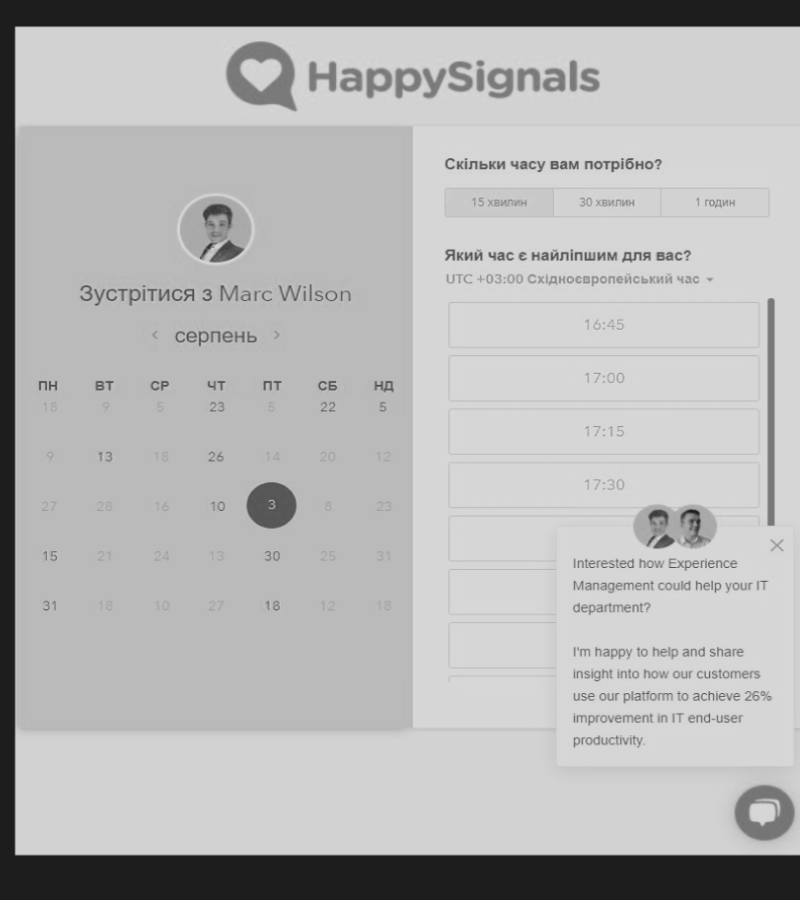 HappySignals
Зустрітися з Marc Wilson
серпень
ПН ВТ СР ЧТ ПТ СБ НД
18 9 5 23 5 22 5
9 13 18 26 14 20 12
27 28 16 10 3 8 23
15 21 24 13 30 25 31
31 18 10 27 18 12 18
Скільки часу вам потрібно?
15 хвилин 30 хвилин 1 годин
Який час є найліпшим для вас?
UTC +03:00 Східноєвропейський час
16:45
17:00
17:15
17:30
Interested how Experience
Management could help your IT
department?
I'm happy to help and share
insight into how our customers
use our platform to achieve 26%
improvement in IT end-user
productivity.